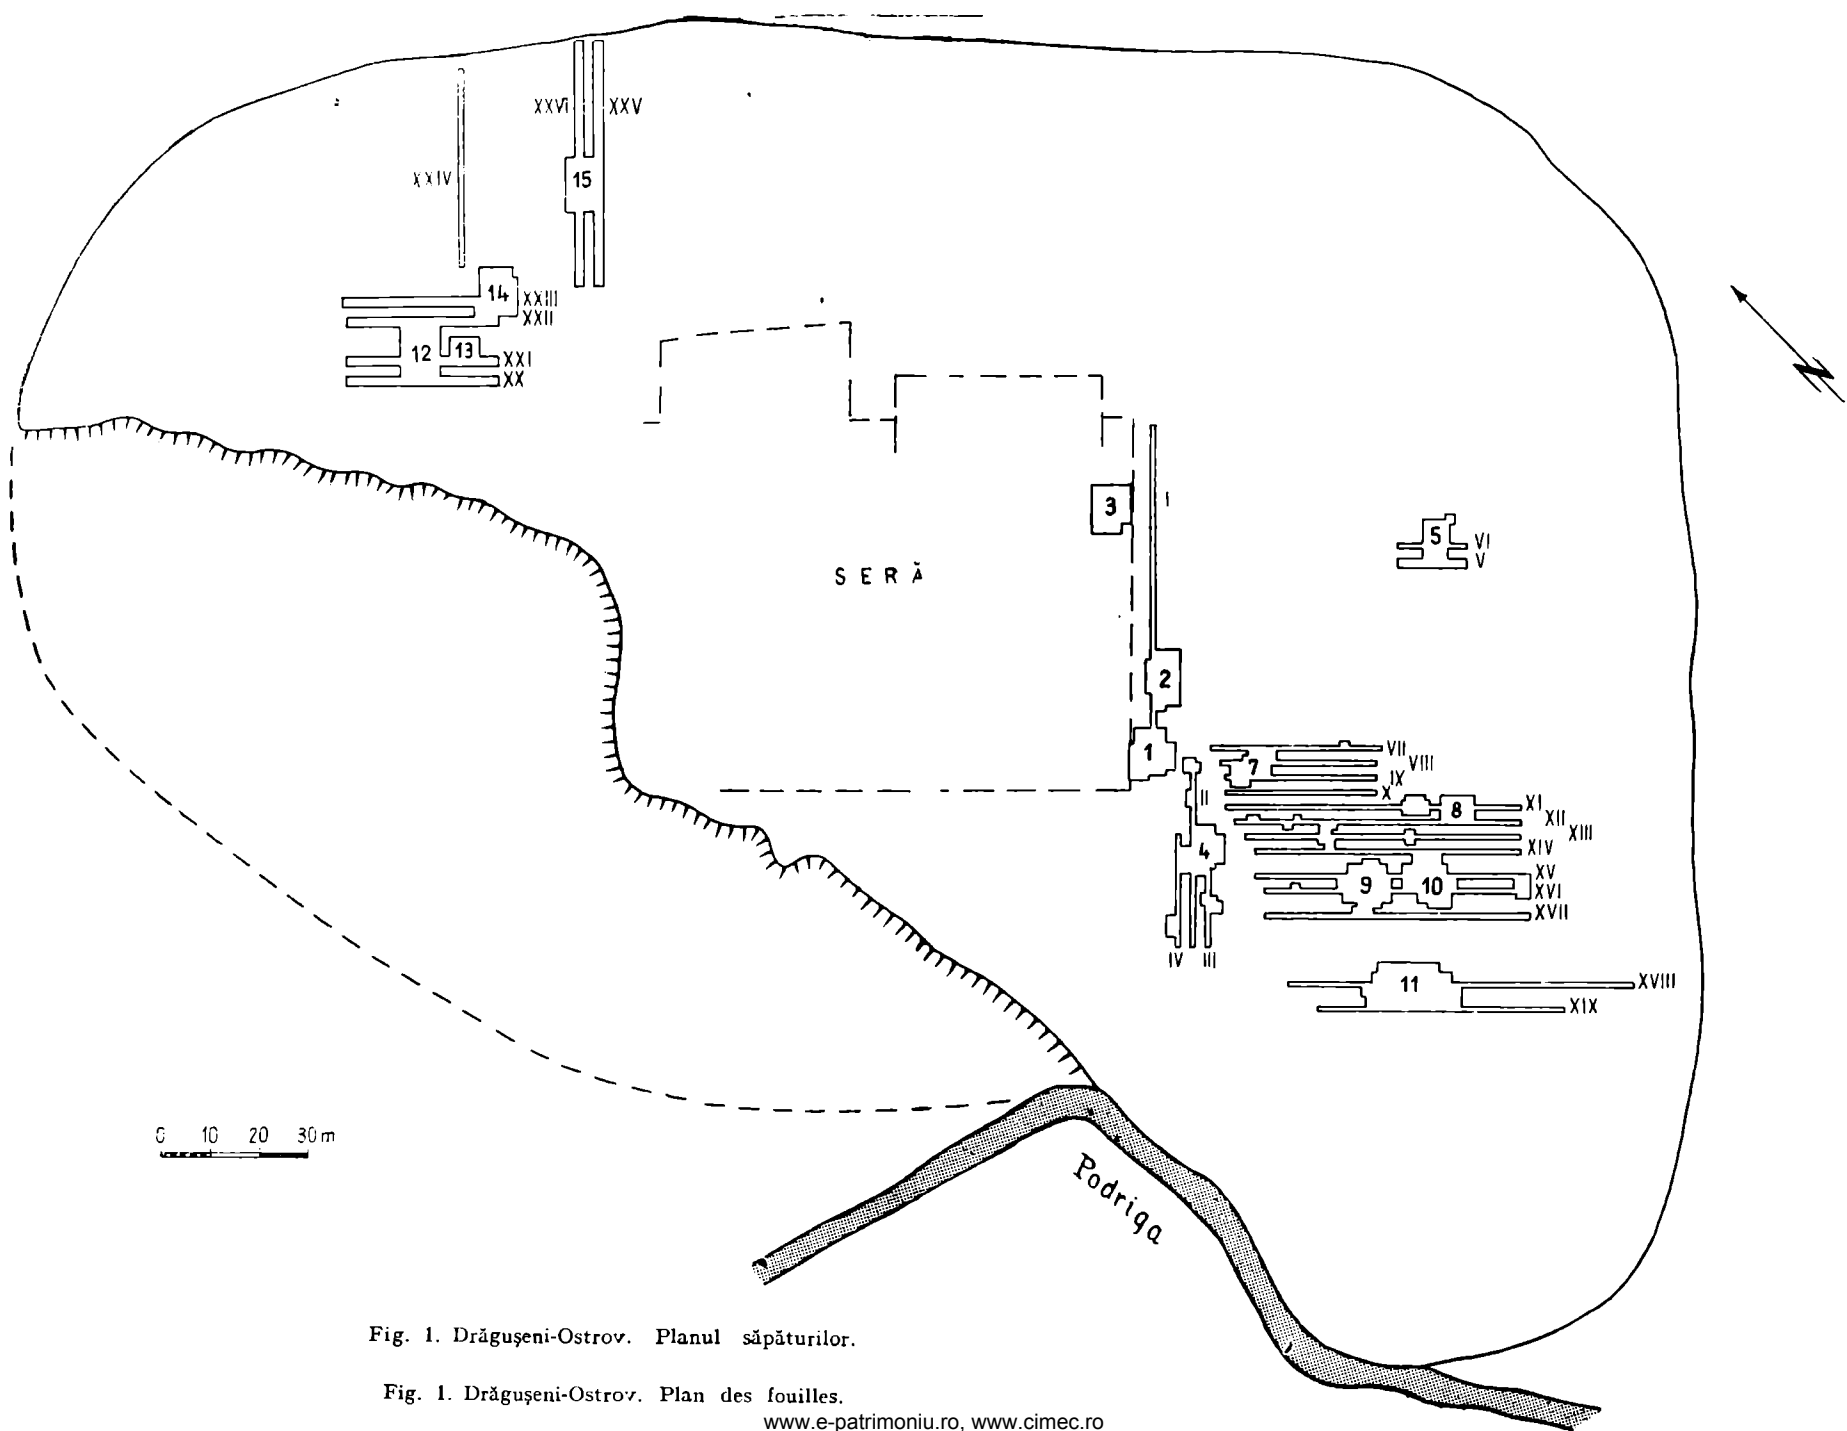 XXVI
XXV
XXIV
15
14
XXIII
XXII
12
13
XXI
XX
3
I
5
VI
V
SERĂ
2
1
7
VII
VIII
IX
X
II
8
XI
XII
XIII
4
XIV
XV
9
10
XVI
XVII
IV
III
11
XVIII
XIX
0 10 20 30m
Podriga
Fig. 1. Drăgușeni-Ostrov. Planul săpăturilor.
Fig. 1. Drăgușeni-Ostrov. Plan des fouilles.
www.e-patrimoniu.ro, www.cimec.ro